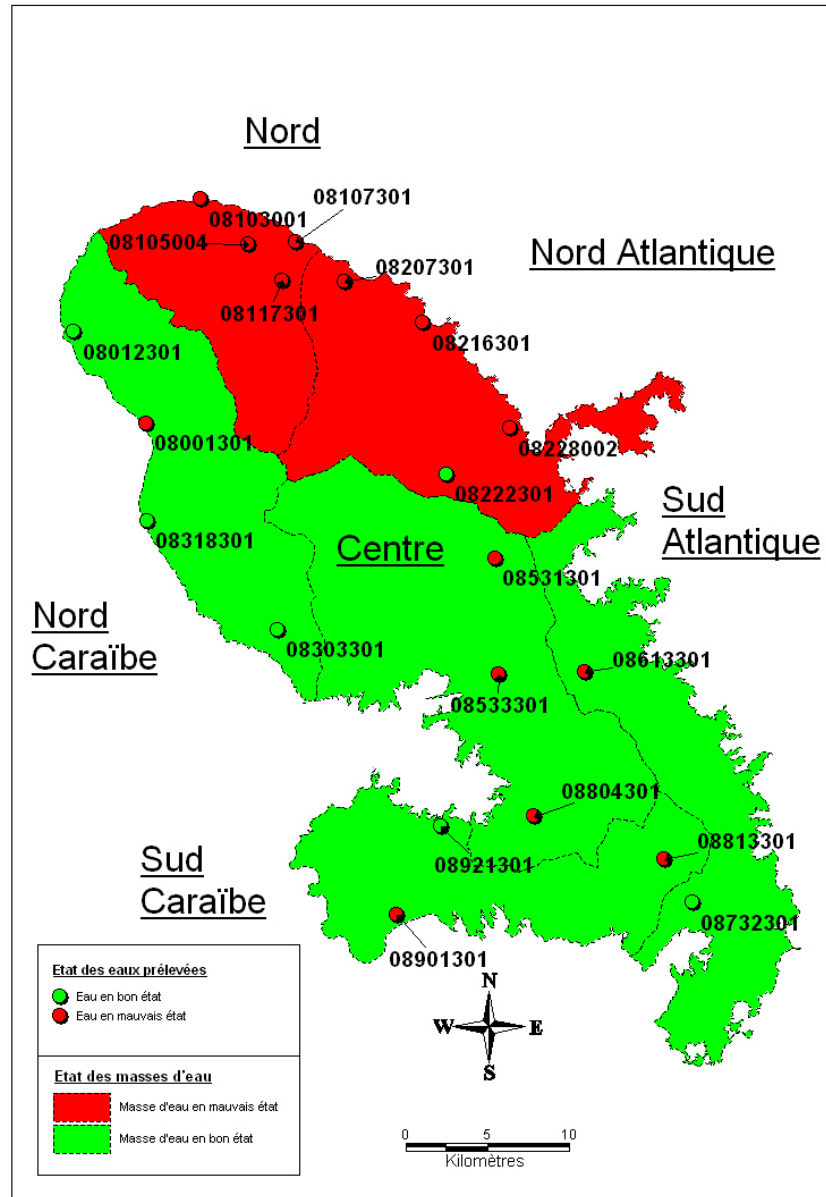 Nord
08107301
08103001
08105004
Nord Atlantique
08207301
08117301
08216301
08012301
08001301
08228002
08222301
Sud
Atlantique
08318301
Centre
08531301
Nord
Caraïbe
08303301
08613301
08533301
08804301
08813301
08921301
Sud
Caraïbe
08732301
08901301
Etat des eaux prélevées
Eau en bon état
Eau en mauvais état
N
W
E
S
Etat des masses d'eau
Masse d'eau en mauvais état
Masse d'eau en bon état
0 5 10
Kilomètres